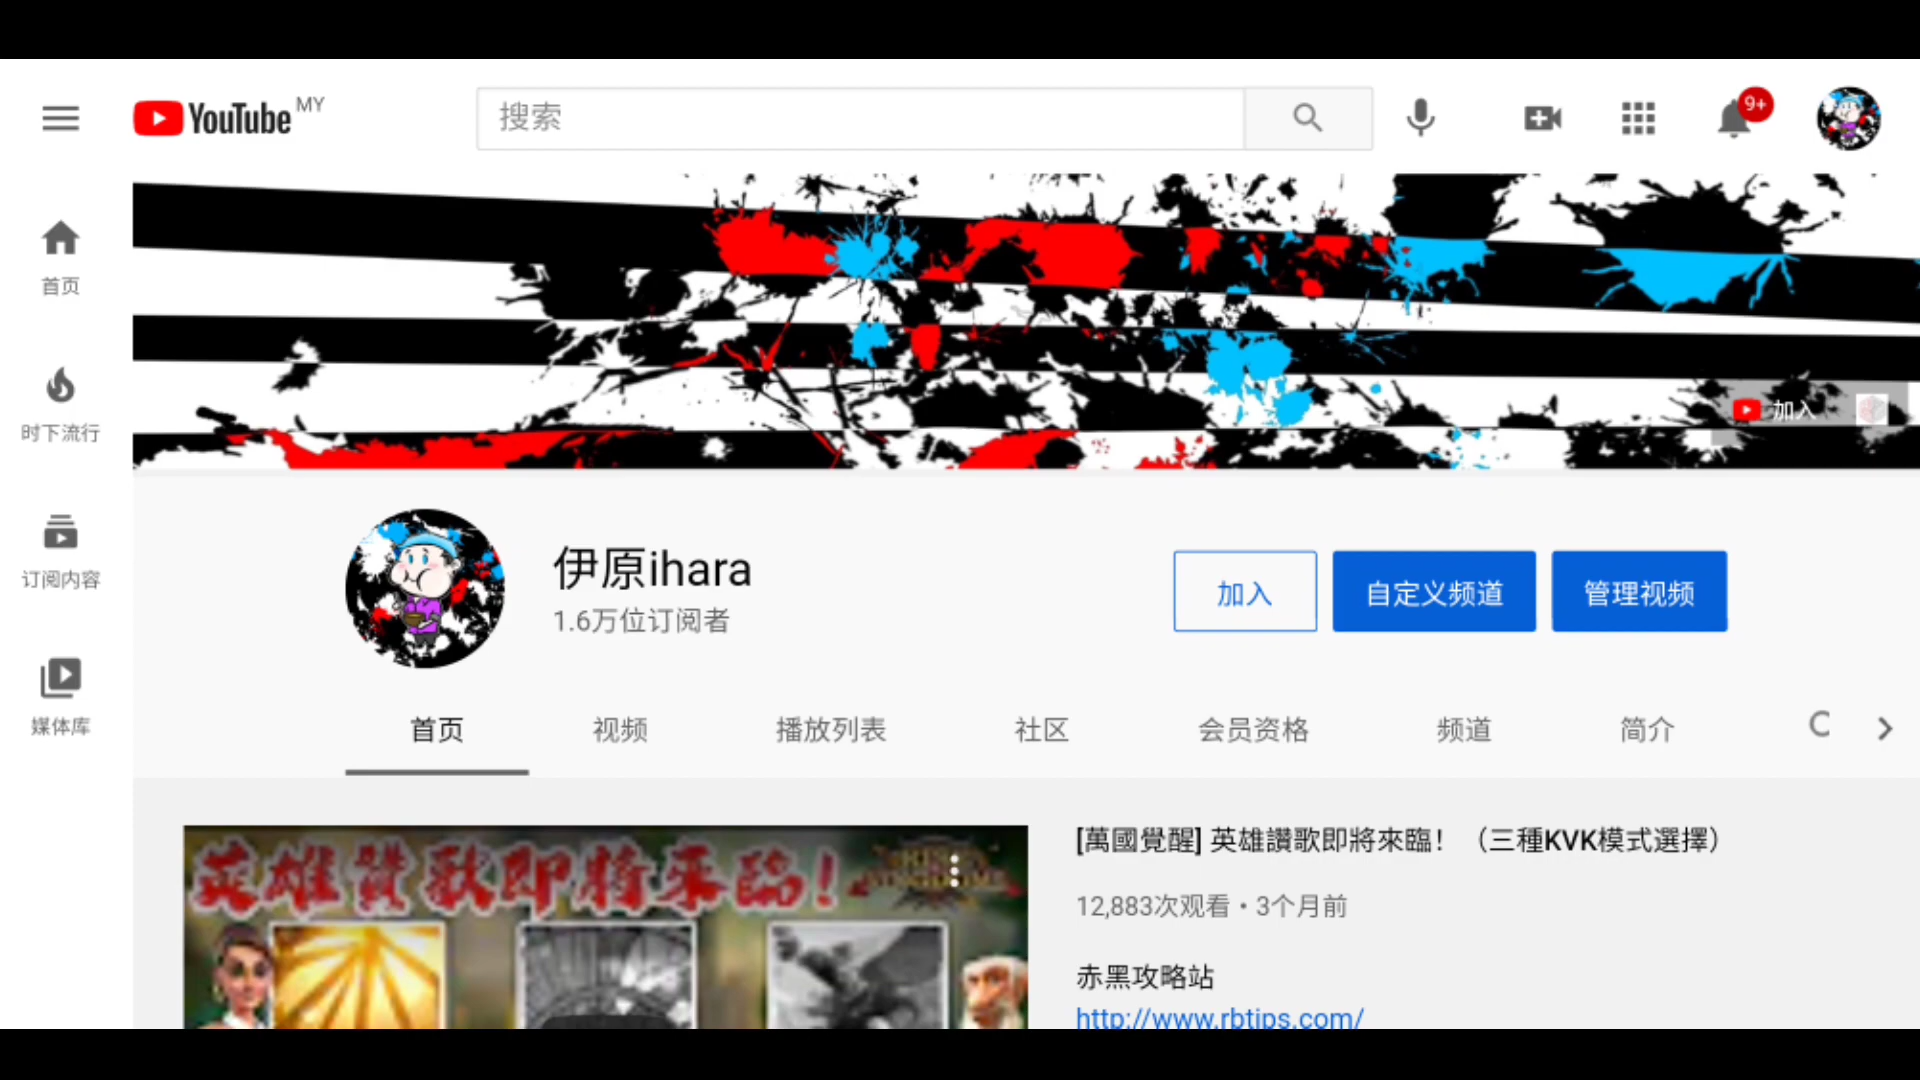 YouTube MY
搜索
9+
首页
时下流行
订阅内容
媒体库
加入
伊原ihara
1.6万位订阅者
加入
自定义频道
管理视频
首页
视频
播放列表
社区
会员资格
频道
简介
英雄贊歌即將來臨!
[萬國覺醒] 英雄讚歌即將來臨！（三種KVK模式選擇）
12,883次观看•3个月前
赤黑攻略站
http://www.rbtips.com/